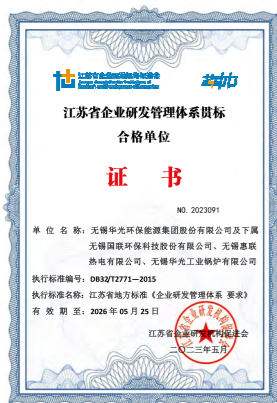 江苏省企业研发机构促进会
江苏省企业研发管理体系贯标
合格单位
证 书
NO. 2023091
单 位 名 称：无锡华光环保能源集团股份有限公司及下属
无锡国联环保科技股份有限公司、无锡惠联
热电有限公司、无锡华光工业锅炉有限公司
执行标准编号：DB32/T2771—2015
执行标准名称：江苏省地方标准《企业研发管理体系 要求》
有 效 期 至：2026年05月25日
江苏省企业研发机构促进会
二〇二三年五月